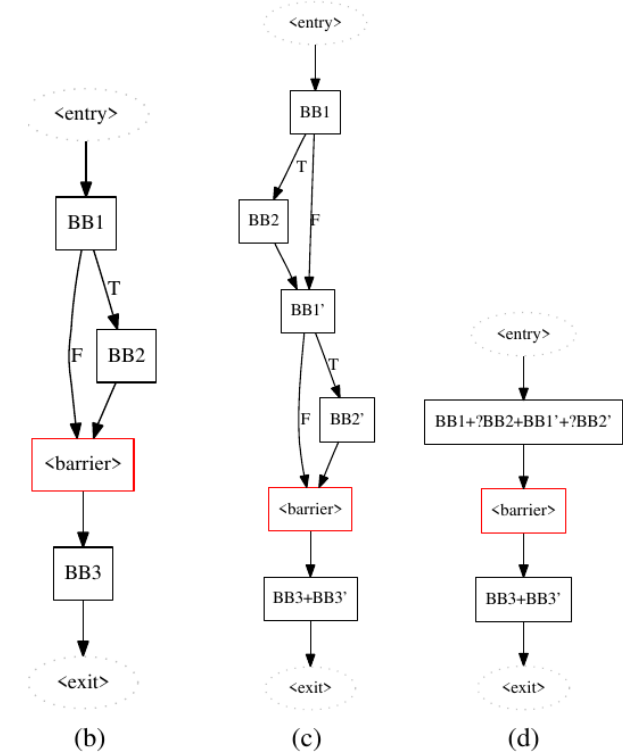 <entry>
BB1
T
F
BB2
<barrier>
BB3
<exit>
(b)
<entry>
BB1
T
BB2
F
BB1'
T
F
BB2'
<barrier>
BB3+BB3'
<exit>
(c)
<entry>
BB1+?BB2+BB1'+?BB2'
<barrier>
BB3+BB3'
<exit>
(d)